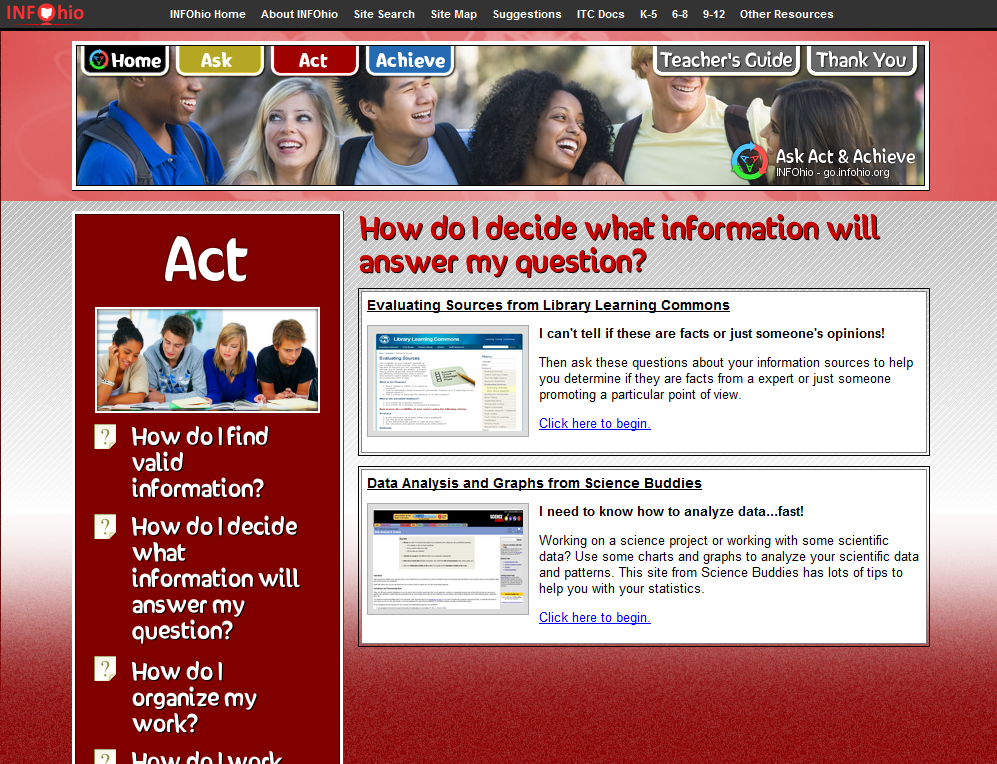 INFOhio
INFOhio Home About INFOhio Site Search Site Map Suggestions ITC Docs K-5 6-8 9-12 Other Resources
Home Ask Act Achieve Teacher's Guide Thank You
Ask Act & Achieve
INFOhio - go.infohio.org
Act
How do I find
valid
information?
How do I decide
what
information will
answer my
question?
How do I
organize my
work?
How do I work
How do I decide what information will
answer my question?
Evaluating Sources from Library Learning Commons
Library Learning Commons
Evaluating Sources
I can't tell if these are facts or just someone's opinions!
Then ask these questions about your information sources to help
you determine if they are facts from a expert or just someone
promoting a particular point of view.
Click here to begin.
Data Analysis and Graphs from Science Buddies
I need to know how to analyze data...fast!
Working on a science project or working with some scientific
data? Use some charts and graphs to analyze your scientific data
and patterns. This site from Science Buddies has lots of tips to
help you with your statistics.
Click here to begin.